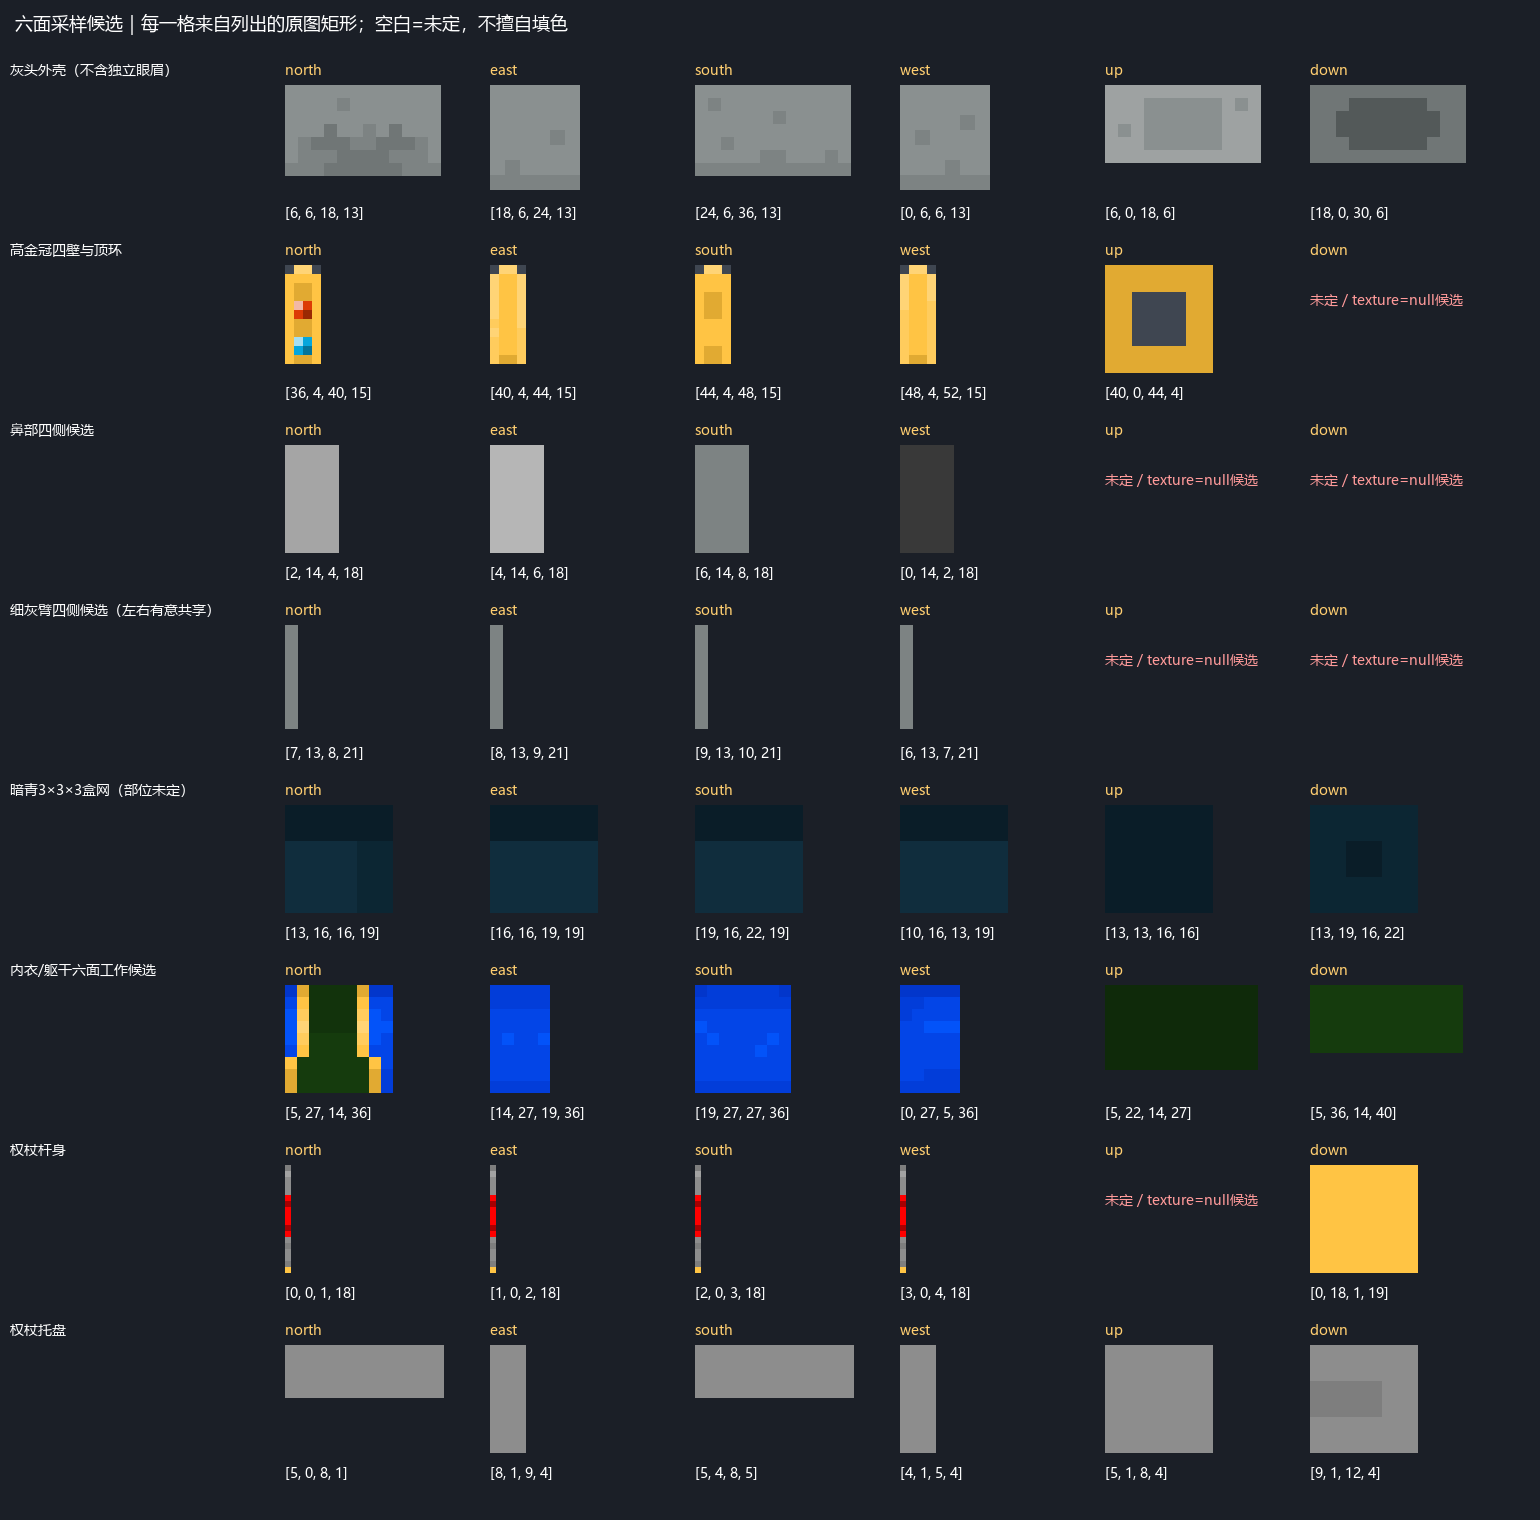 六面采样候选 | 每一格来自列出的原图矩形；空白=未定，不擅自填色
灰头外壳（不含独立眼眉）
north east south west up down
[6, 6, 18, 13] [18, 6, 24, 13] [24, 6, 36, 13] [0, 6, 6, 13] [6, 0, 18, 6] [18, 0, 30, 6]
高金冠四壁与顶环
north east south west up down
未定 / texture=null候选
[36, 4, 40, 15] [40, 4, 44, 15] [44, 4, 48, 15] [48, 4, 52, 15] [40, 0, 44, 4]
鼻部四侧候选
north east south west up down
未定 / texture=null候选 未定 / texture=null候选
[2, 14, 4, 18] [4, 14, 6, 18] [6, 14, 8, 18] [0, 14, 2, 18]
细灰臂四侧候选（左右有意共享）
north east south west up down
未定 / texture=null候选 未定 / texture=null候选
[7, 13, 8, 21] [8, 13, 9, 21] [9, 13, 10, 21] [6, 13, 7, 21]
暗青3×3×3盒网（部位未定）
north east south west up down
[13, 16, 16, 19] [16, 16, 19, 19] [19, 16, 22, 19] [10, 16, 13, 19] [13, 13, 16, 16] [13, 19, 16, 22]
内衣/躯干六面工作候选
north east south west up down
[5, 27, 14, 36] [14, 27, 19, 36] [19, 27, 27, 36] [0, 27, 5, 36] [5, 22, 14, 27] [5, 36, 14, 40]
权杖杆身
north east south west up down
未定 / texture=null候选
[0, 0, 1, 18] [1, 0, 2, 18] [2, 0, 3, 18] [3, 0, 4, 18] [0, 18, 1, 19]
权杖托盘
north east south west up down
[5, 0, 8, 1] [8, 1, 9, 4] [5, 4, 8, 5] [4, 1, 5, 4] [5, 1, 8, 4] [9, 1, 12, 4]